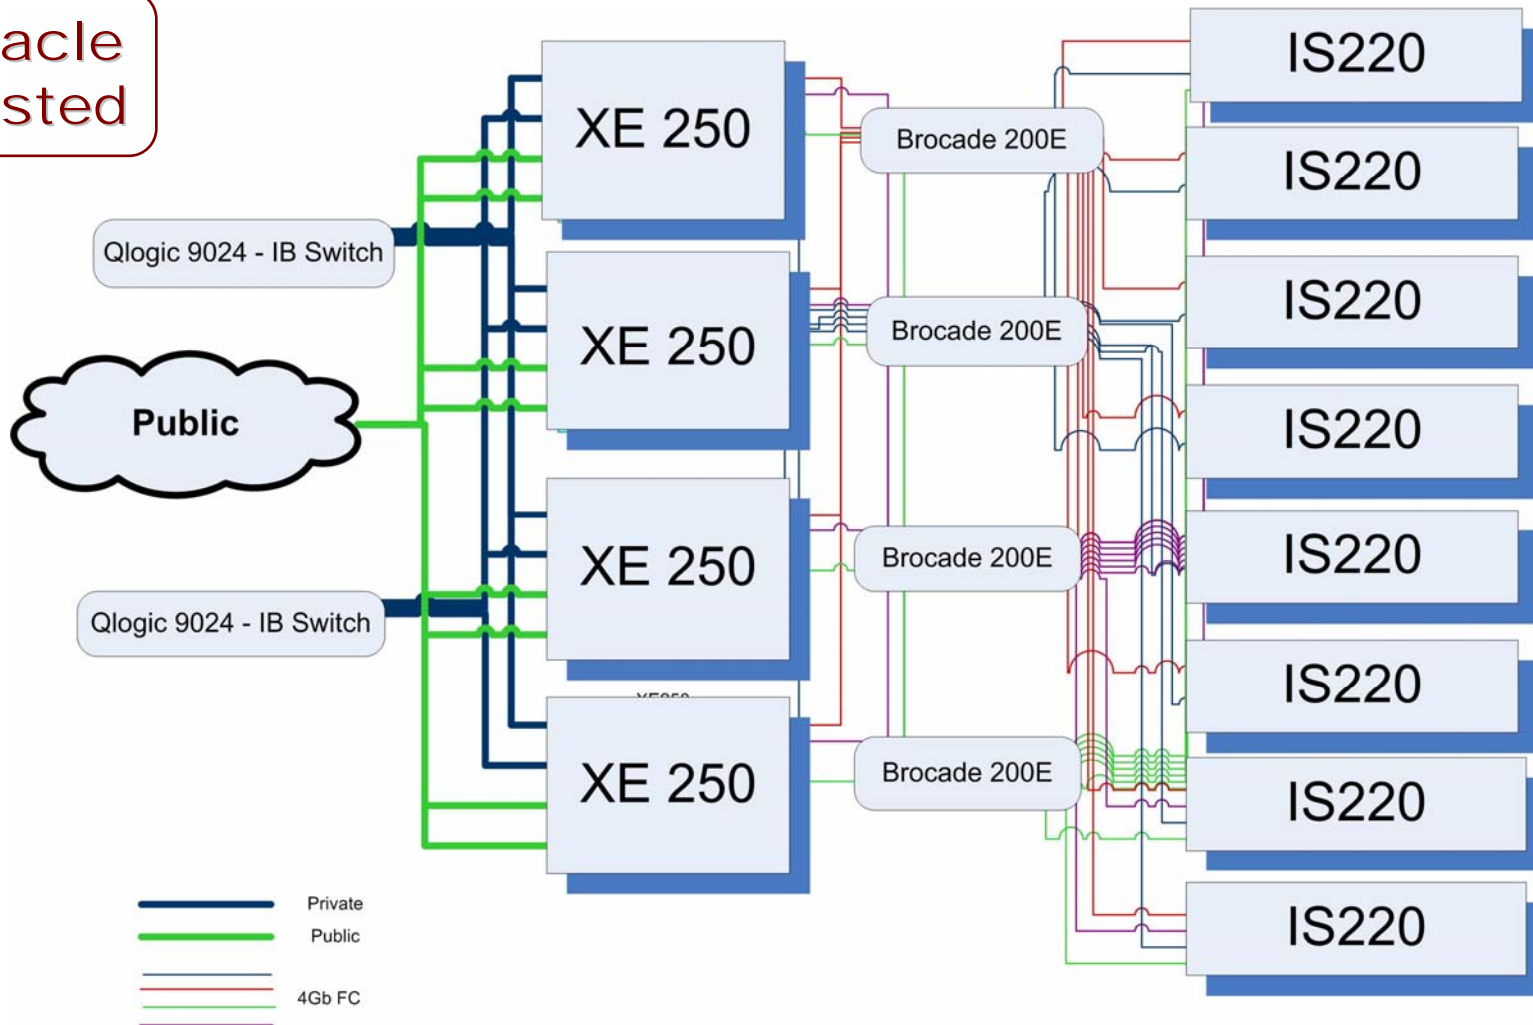 acle
sted
XE 250
XE 250
XE 250
XE 250
Qlogic 9024 - IB Switch
Public
Qlogic 9024 - IB Switch
Brocade 200E
Brocade 200E
Brocade 200E
Brocade 200E
IS220
IS220
IS220
IS220
IS220
IS220
IS220
IS220
Private
Public
4Gb FC